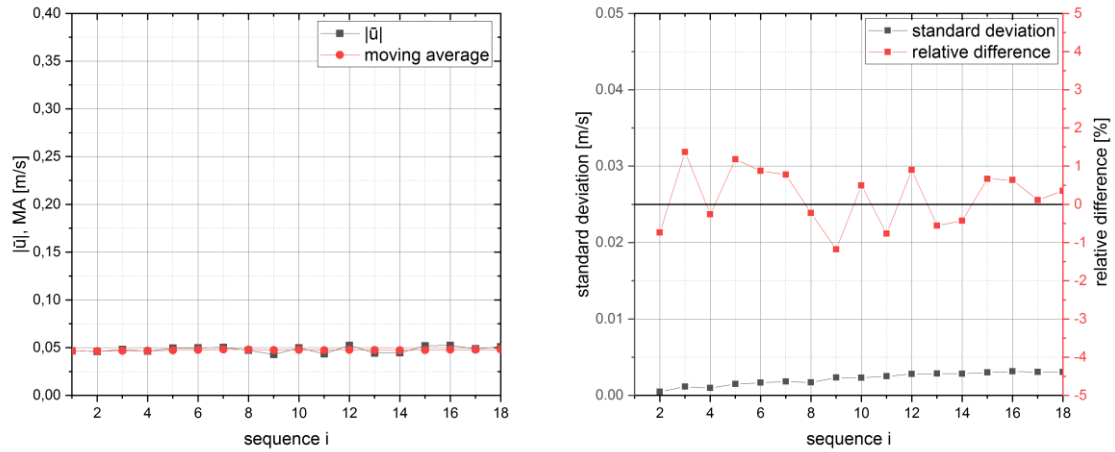 0,40
0,35
0,30
0,25
0,20
0,15
0,10
0,05
0,00
|ū|, MA [m/s]
|ū|
moving average
2 4 6 8 10 12 14 16 18
sequence i
0.05
0.04
0.03
0.02
0.01
0.00
standard deviation [m/s]
standard deviation
relative difference
5
4
3
2
1
0
-1
-2
-3
-4
-5
relative difference [%]
2 4 6 8 10 12 14 16 18
sequence i